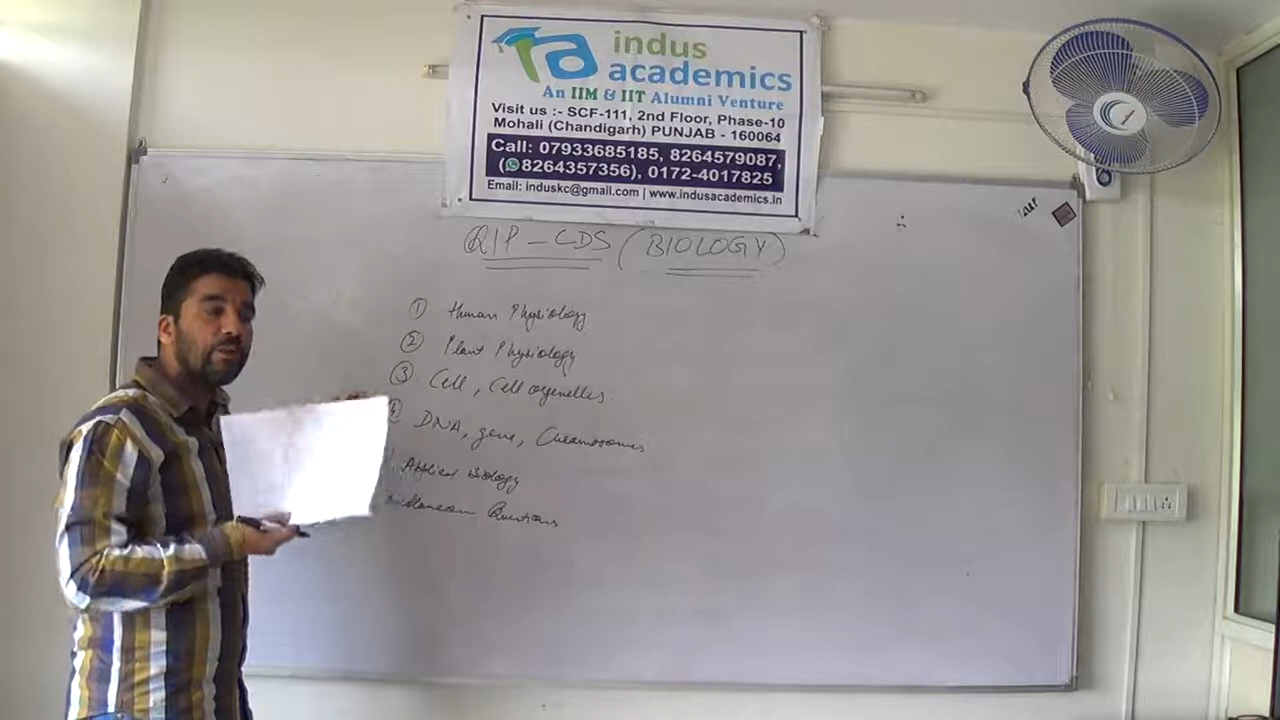 indus
academics
An IIM & IIT Alumni Venture
Visit us :- SCF-111, 2nd Floor, Phase-10
Mohali (Chandigarh) PUNJAB - 160064
Call: 07933685185, 8264579087,
(8264357356), 0172-4017825
Email: induskc@gmail.com | www.indusacademics.in
QIP - CDS (BIOLOGY)
① Human Physiology
② Plant Physiology
③ Cell, Cell organelles.
④ DNA, gene, Chromosomes
Applied Biology
Questions